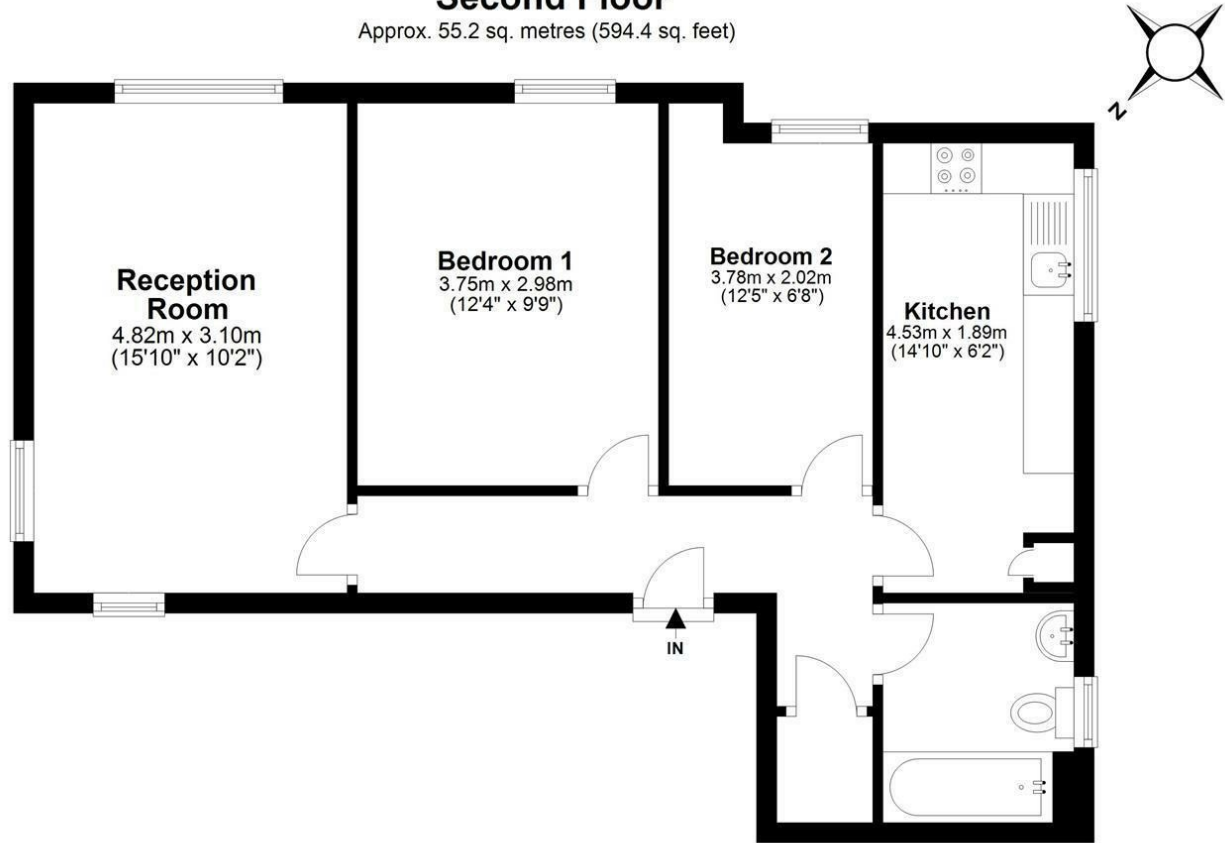 Second Floor
Approx. 55.2 sq. metres (594.4 sq. feet)
N
Reception
Room
4.82m x 3.10m
(15'10" x 10'2")
Bedroom 1
3.75m x 2.98m
(12'4" x 9'9")
Bedroom 2
3.78m x 2.02m
(12'5" x 6'8")
Kitchen
4.53m x 1.89m
(14'10" x 6'2")
IN